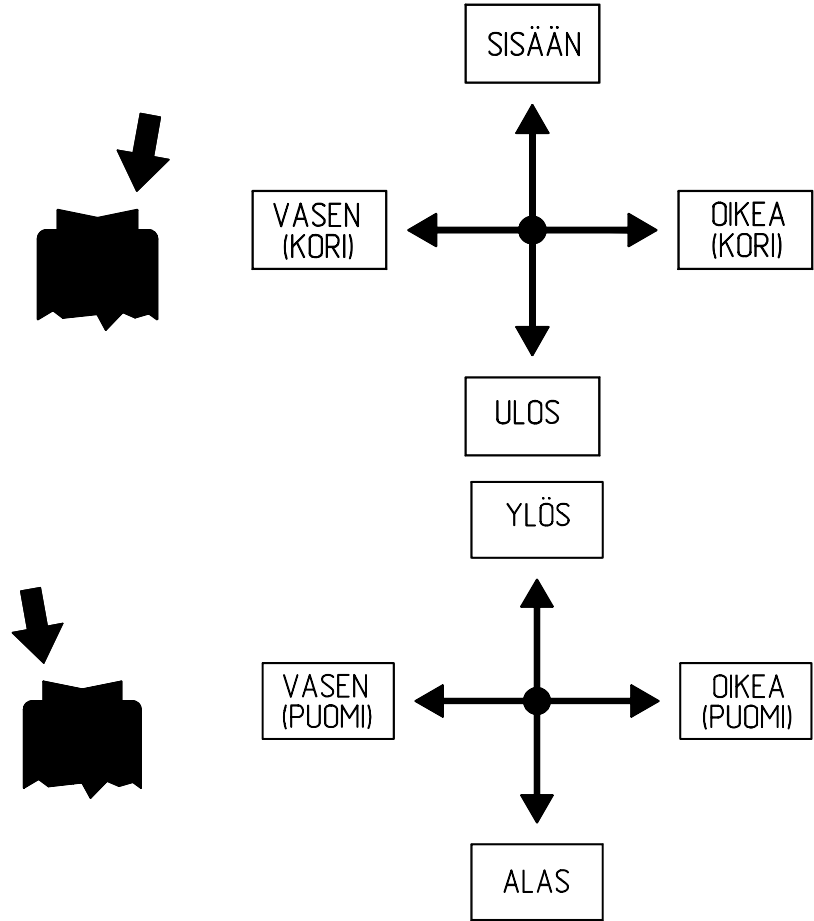 SISÄÄN
VASEN
(KORI)
OIKEA
(KORI)
ULOS
YLÖS
VASEN
(PUOMI)
OIKEA
(PUOMI)
ALAS